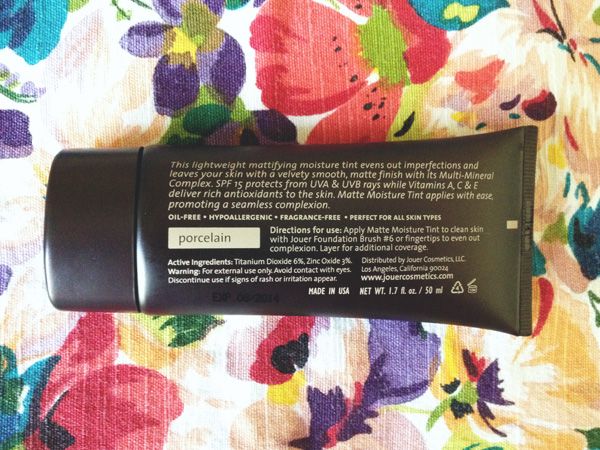 This lightweight mattifying moisture tint evens out imperfections and
leaves your skin with a velvety smooth, matte finish with its Multi-Mineral
Complex. SPF 15 protects from UVA & UVB rays while Vitamins A, C & E
deliver rich antioxidants to the skin. Matte Moisture Tint applies with ease,
promoting a seamless complexion.
OIL-FREE • HYPOALLERGENIC • FRAGRANCE-FREE • PERFECT FOR ALL SKIN TYPES
porcelain
Directions for use: Apply Matte Moisture Tint to clean skin
with Jouer Foundation Brush #6 or fingertips to even out
complexion. Layer for additional coverage.
Active Ingredients: Titanium Dioxide 6%, Zinc Oxide 3%.
Warning: For external use only. Avoid contact with eyes.
Discontinue use if signs of rash or irritation appear.
Distributed by Jouer Cosmetics, LLC.
Los Angeles, California 90024
www.jouercosmetics.com
EXP. 08/2014
MADE IN USA NET WT. 1.7 fl. oz. / 50 ml